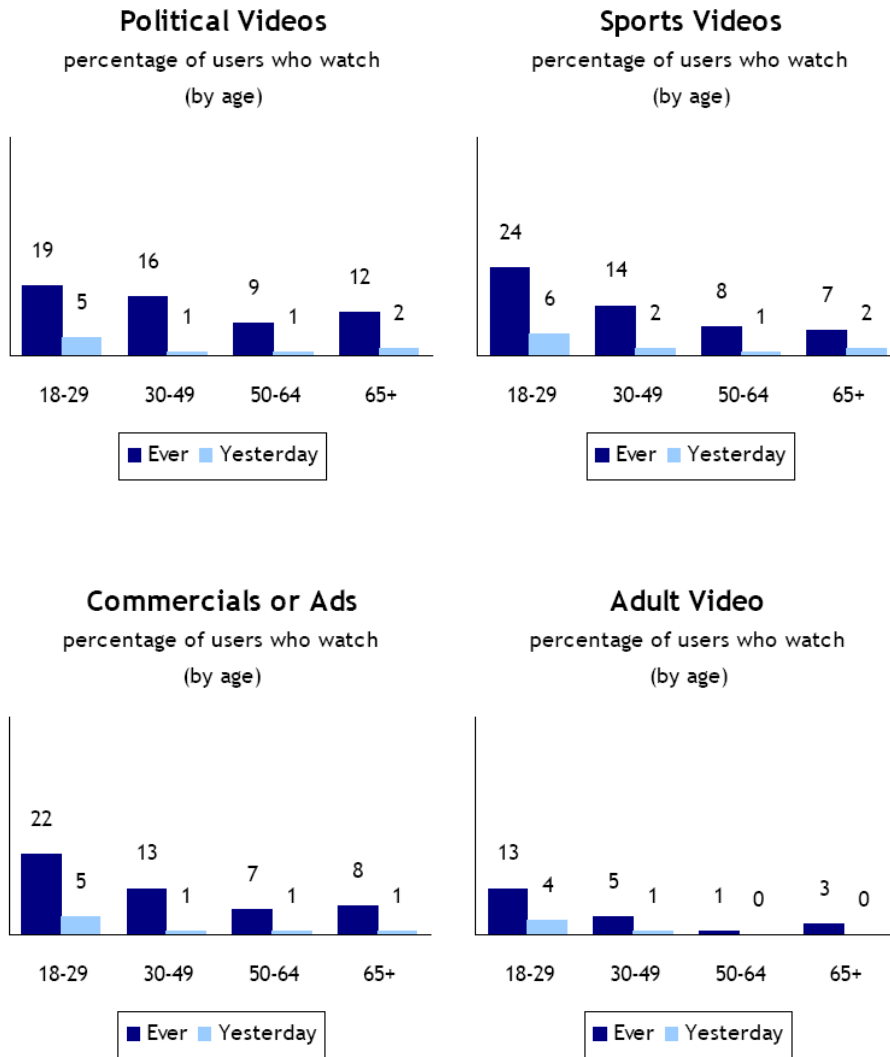 Political Videos
percentage of users who watch
(by age)
19
5
16
1
9
1
12
2
18-29 30-49 50-64 65+
Ever Yesterday
Sports Videos
percentage of users who watch
(by age)
24
6
14
2
8
1
7
2
18-29 30-49 50-64 65+
Ever Yesterday
Commercials or Ads
percentage of users who watch
(by age)
22
5
13
1
7
1
8
1
18-29 30-49 50-64 65+
Ever Yesterday
Adult Video
percentage of users who watch
(by age)
13
4
5
1
1
0
3
0
18-29 30-49 50-64 65+
Ever Yesterday